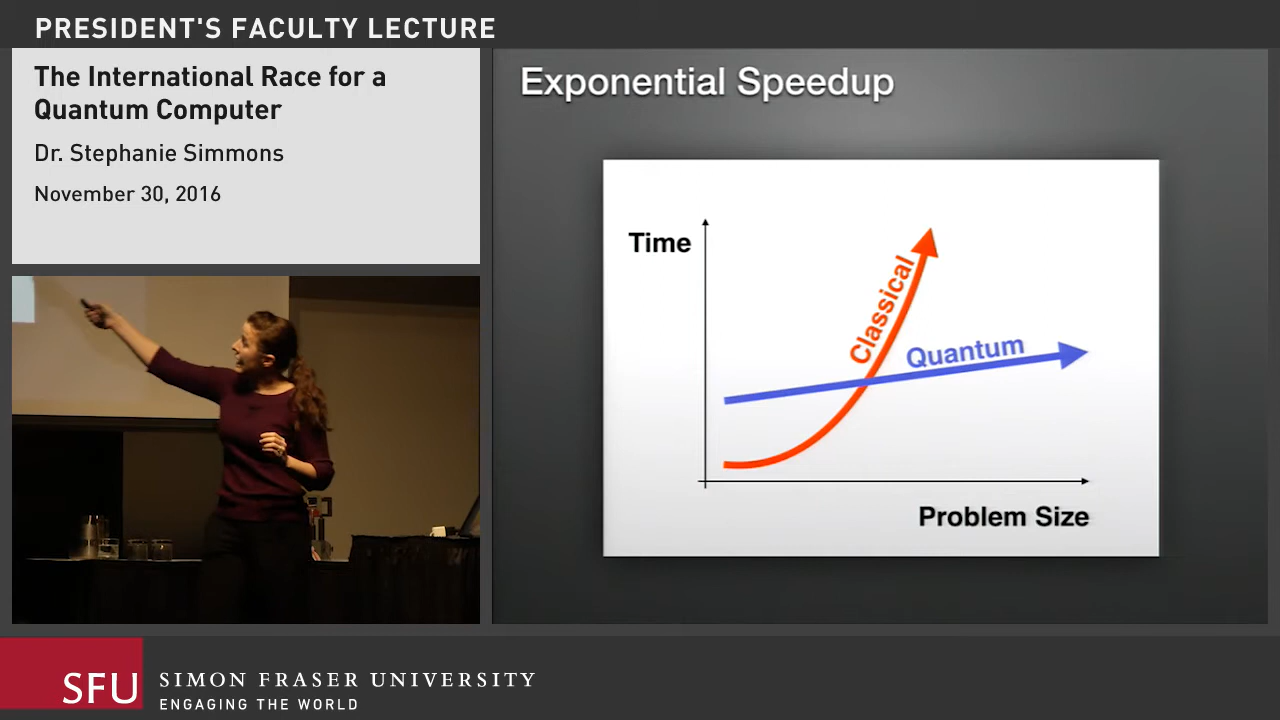 PRESIDENT'S FACULTY LECTURE
The International Race for a
Quantum Computer
Dr. Stephanie Simmons
November 30, 2016
Exponential Speedup
Time
Classical
Quantum
Problem Size
SFU
SIMON FRASER UNIVERSITY
ENGAGING THE WORLD